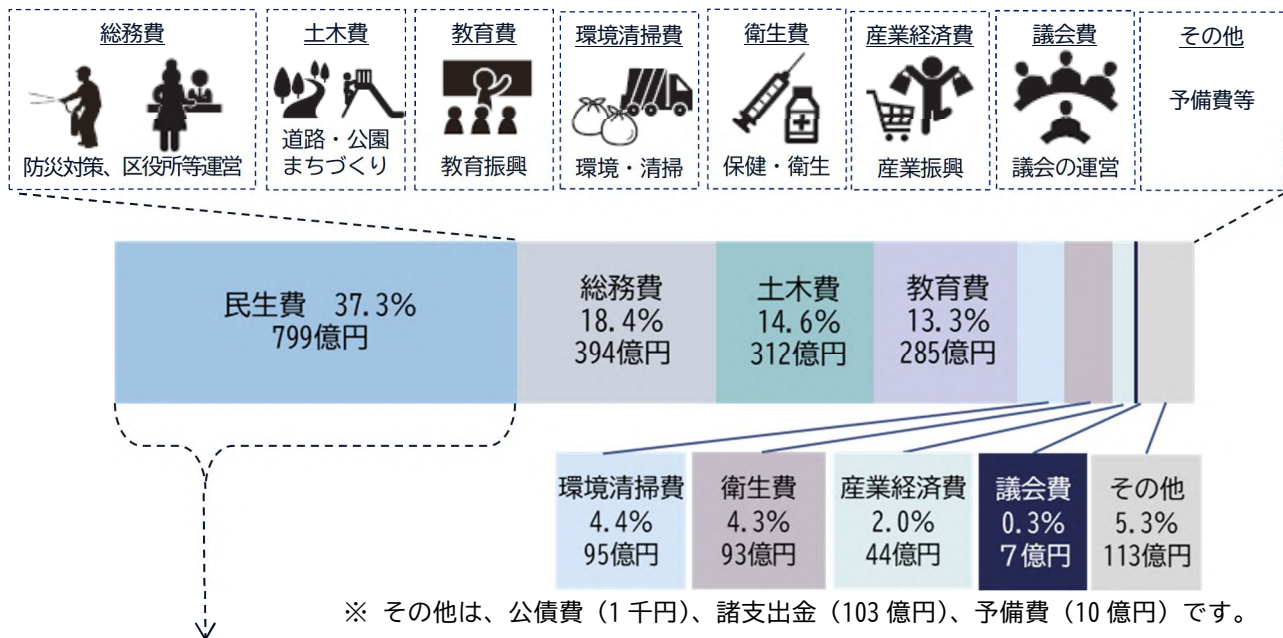 総務費
防災対策、区役所等運営
土木費
道路・公園
まちづくり
教育費
教育振興
環境清掃費
環境・清掃
衛生費
保健・衛生
産業経済費
産業振興
議会費
議会の運営
その他
予備費等
民生費 37.3%
799億円
総務費
18.4%
394億円
土木費
14.6%
312億円
教育費
13.3%
285億円
環境清掃費
4.4%
95億円
衛生費
4.3%
93億円
産業経済費
2.0%
44億円
議会費
0.3%
7億円
その他
5.3%
113億円
※ その他は、公債費（1千円）、諸支出金（103億円）、予備費（10億円）です。